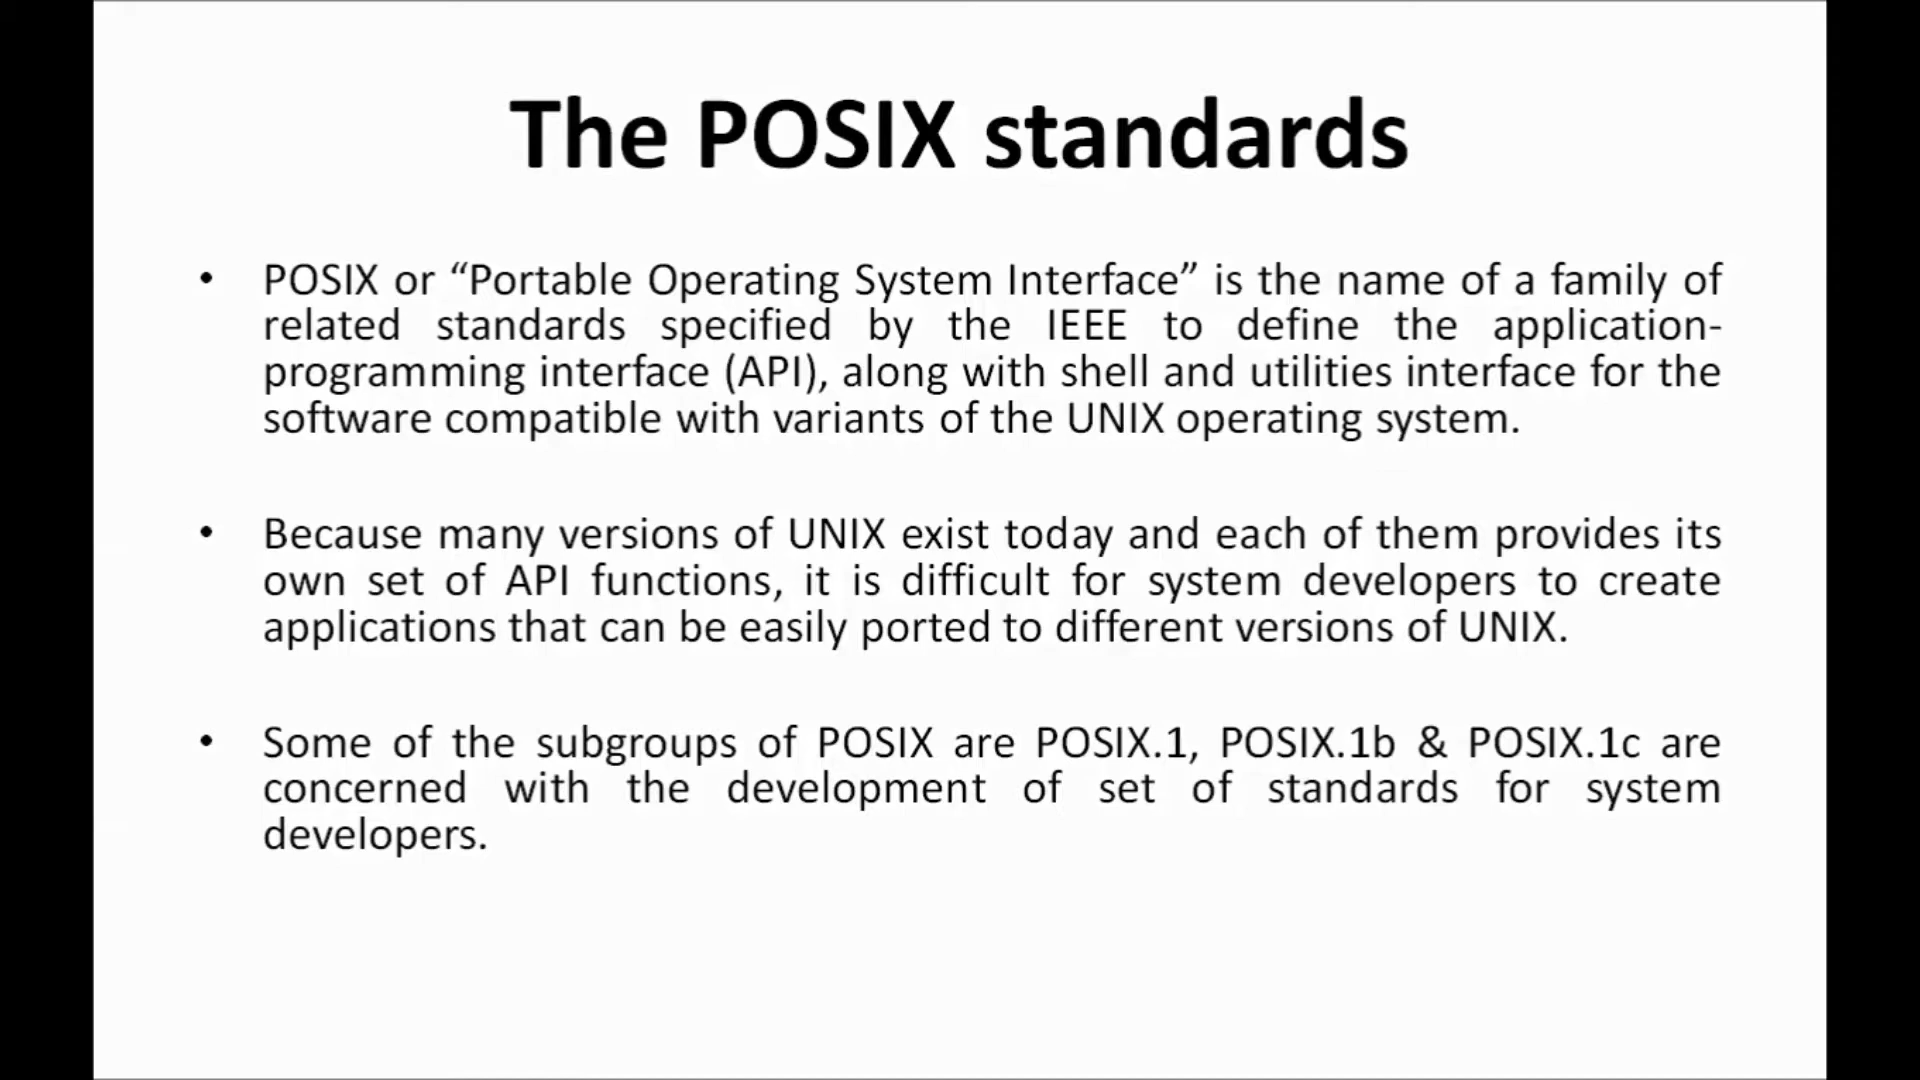 The POSIX standards
• POSIX or “Portable Operating System Interface” is the name of a family of
related standards specified by the IEEE to define the application-
programming interface (API), along with shell and utilities interface for the
software compatible with variants of the UNIX operating system.
• Because many versions of UNIX exist today and each of them provides its
own set of API functions, it is difficult for system developers to create
applications that can be easily ported to different versions of UNIX.
• Some of the subgroups of POSIX are POSIX.1, POSIX.1b & POSIX.1c are
concerned with the development of set of standards for system
developers.